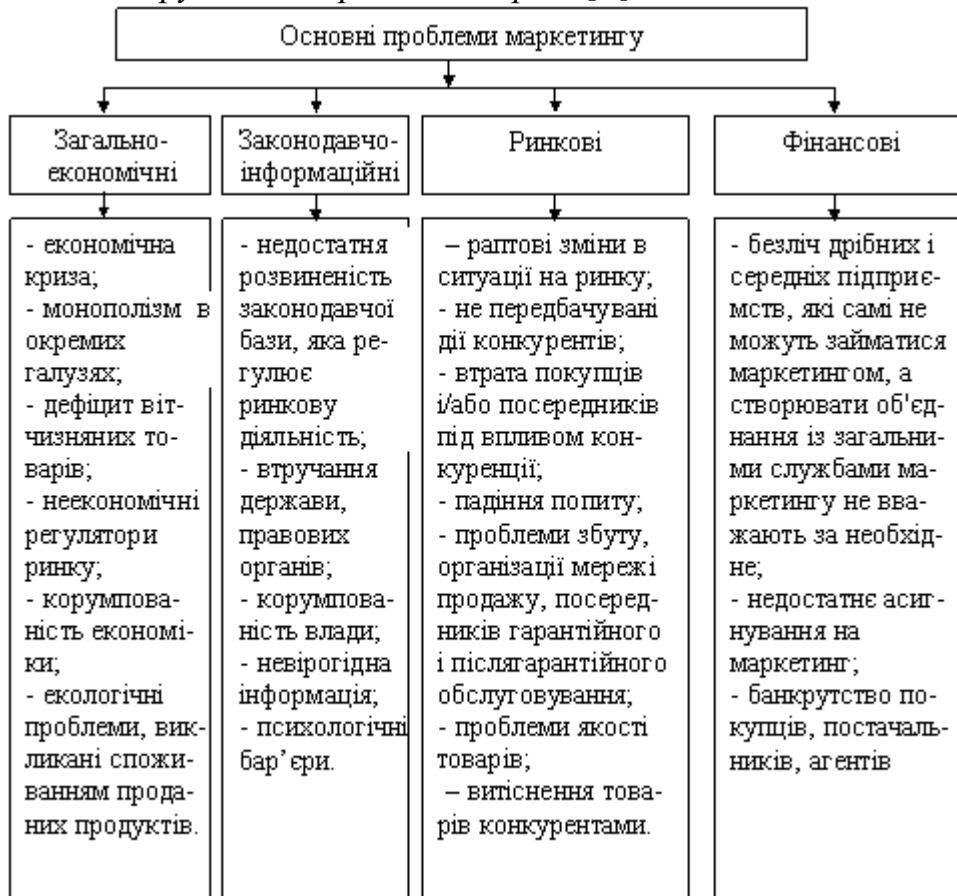 Основні проблеми маркетингу
Загально-
економічні
Законодавчо-
інформаційні
Ринкові
Фінансові
- економічна
криза;
- монополізм в
окремих
галузях;
- дефіцит віт-
чизняних то-
варів;
- неекономічні
регулятори
ринку;
- корумпова-
ність економі-
ки;
- екологічні
проблеми, вик-
ликані спожи-
ванням прода-
них продуктів.
- недостатня
розвиненість
законодавчої
бази, яка ре-
гулює
ринкову
діяльність;
- втручання
держави,
правових
органів;
- корумпова-
ність влади;
- невірогідна
інформація;
- психологічні
бар’єри.
– раптові зміни в
ситуації на ринку;
- не передбачувані
дії конкурентів;
- втрата покупців
і/або посередників
під впливом кон-
куренції;
- падіння попиту;
- проблеми збуту,
організації мережі
продажу, посеред-
ників гарантійного
і післягарантійного
обслуговування;
- проблеми якості
товарів;
– витіснення това-
рів конкурентами.
- безліч дрібних і
середніх підприє-
мств, які самі не
можуть займатися
маркетингом, а
створювати об'єд-
нання із загальни-
ми службами ма-
ркетингу не вва-
жають за необхід-
не;
- недостатнє асиг-
нування на
маркетинг;
- банкрутство по-
купців, постачаль-
ників, агентів